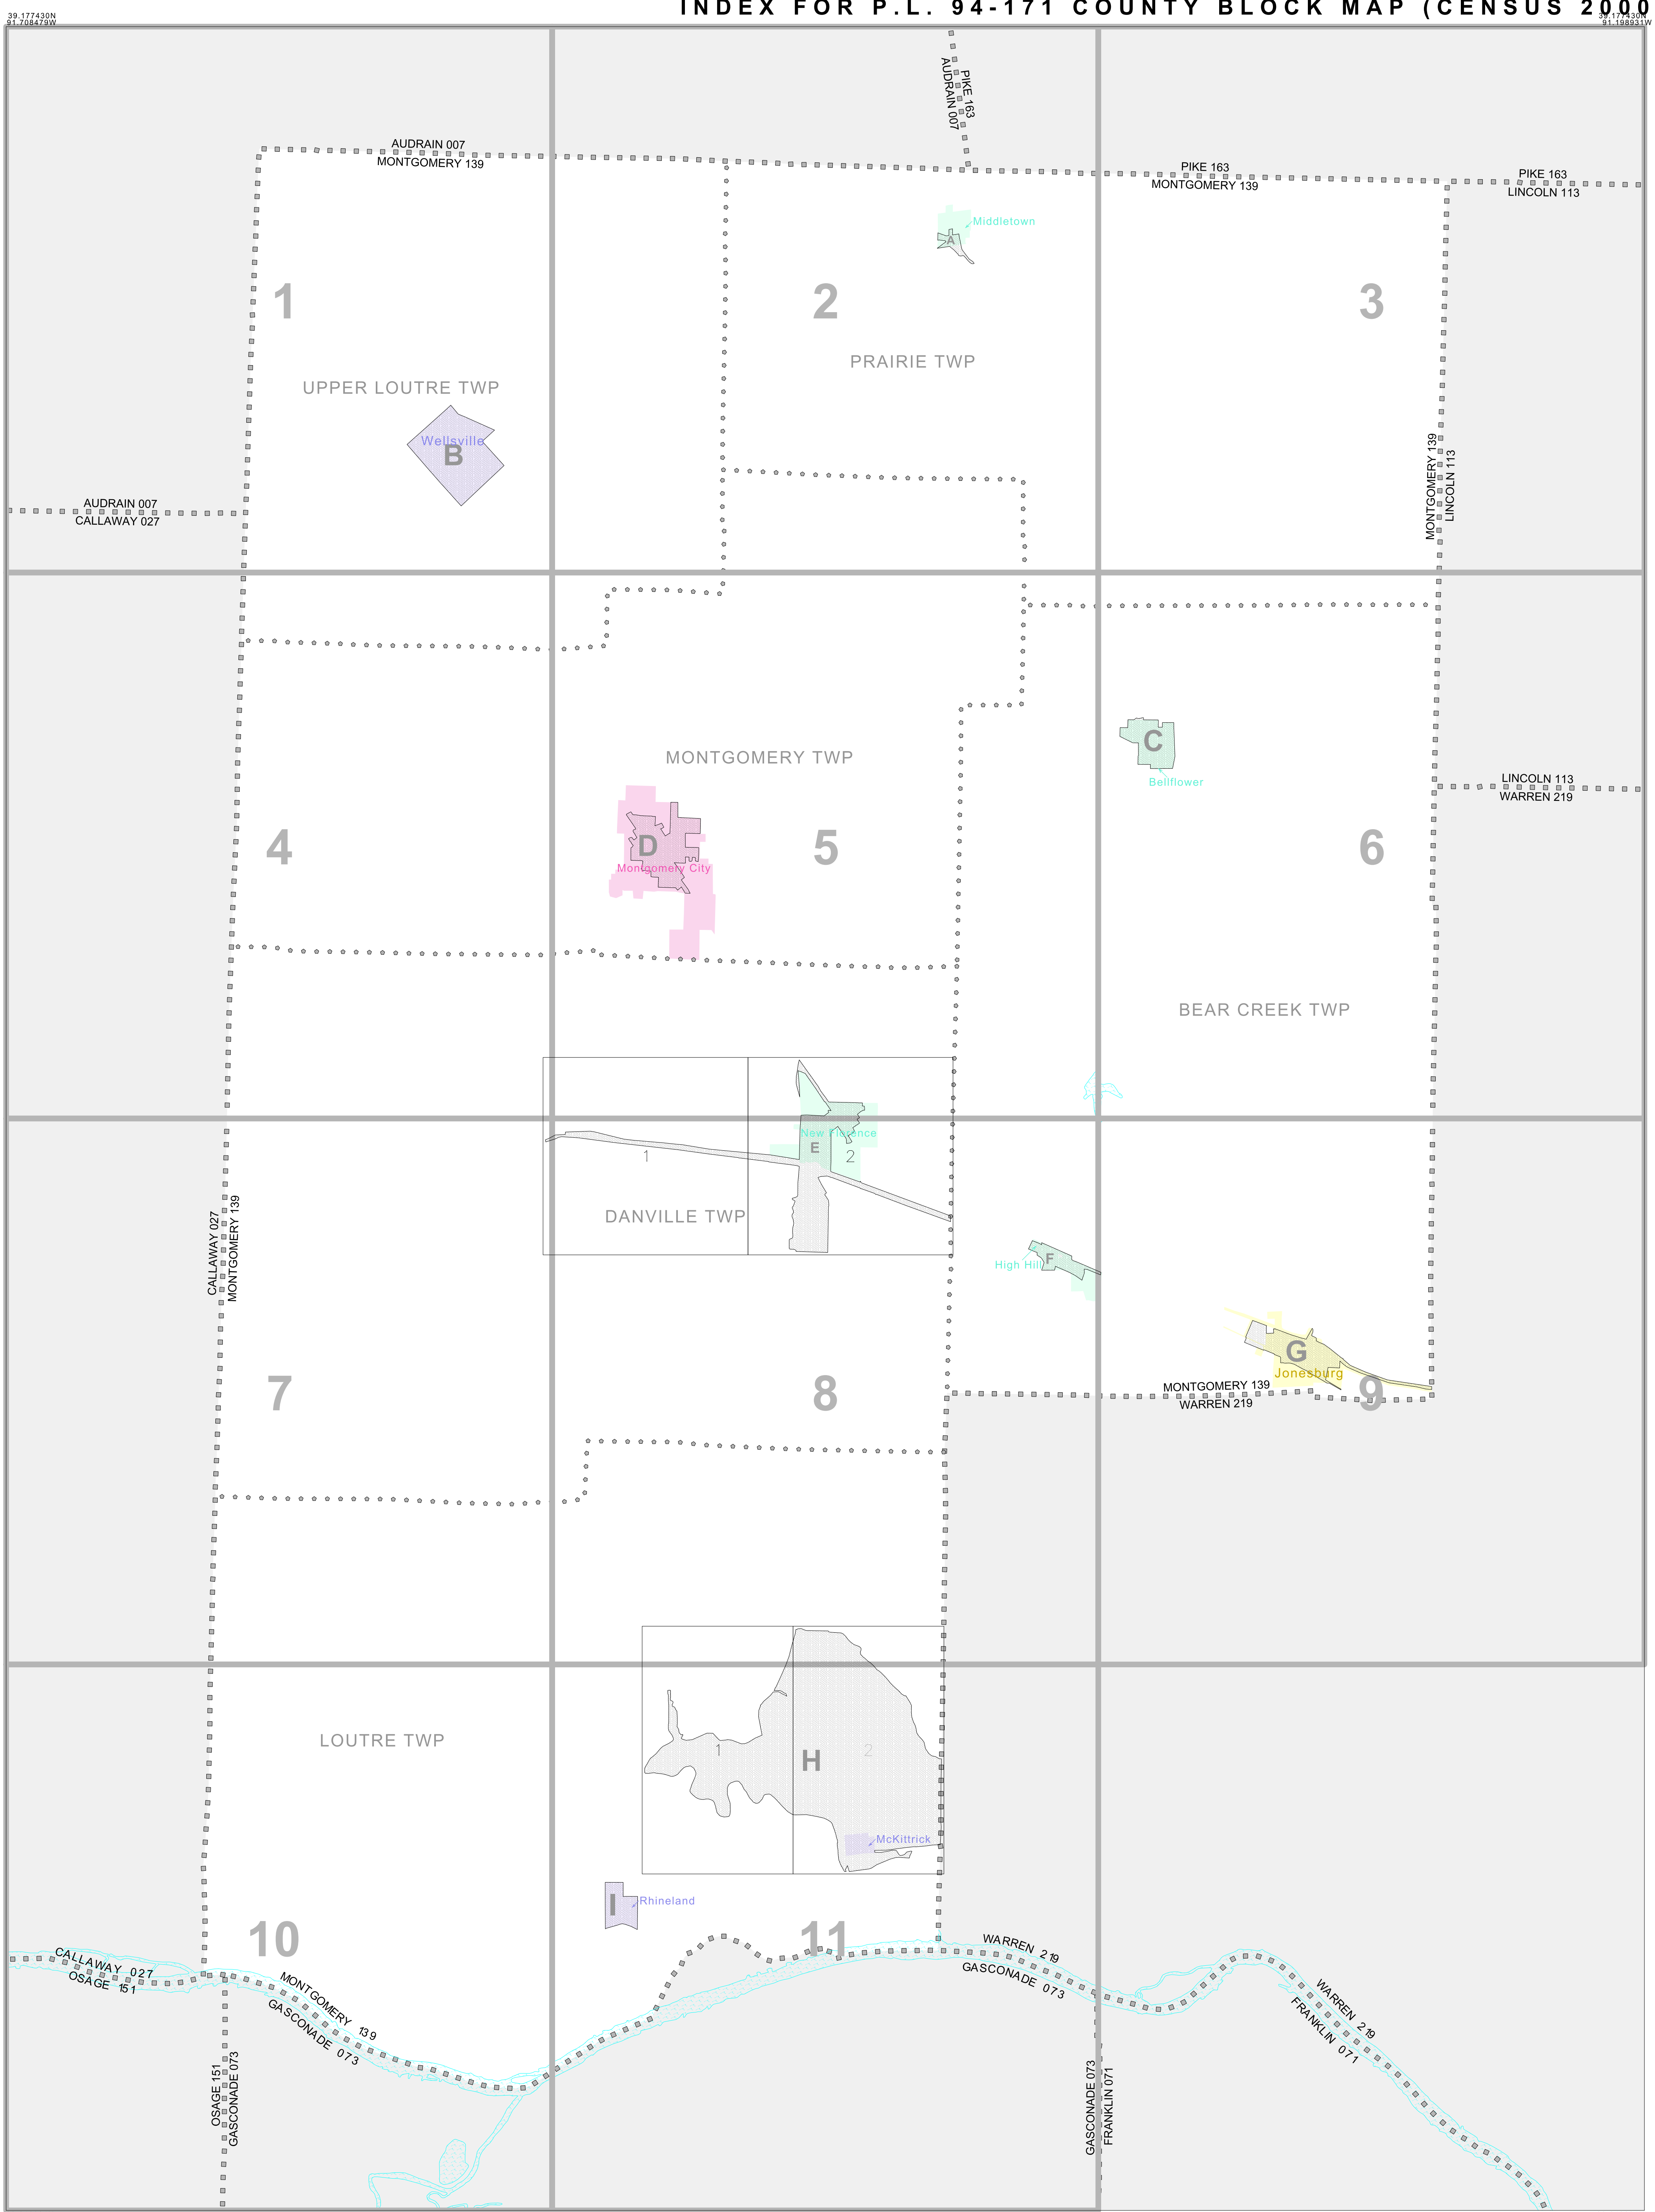 INDEX FOR P.L. 94-171 COUNTY BLOCK MAP (CENSUS 2000
39.177430N
91.708479W
39.177430N
91.198931W
PIKE 163
AUDRAIN 007
AUDRAIN 007
MONTGOMERY 139
PIKE 163
MONTGOMERY 139
PIKE 163
LINCOLN 113
Middletown
A
1
2
3
PRAIRIE TWP
UPPER LOUTRE TWP
Wellsville
B
MONTGOMERY 139
LINCOLN 113
AUDRAIN 007
CALLAWAY 027
C
Bellflower
MONTGOMERY TWP
LINCOLN 113
WARREN 219
4
D
5
6
Montgomery City
BEAR CREEK TWP
New Florence
E
1
2
DANVILLE TWP
CALLAWAY 027
MONTGOMERY 139
High Hill
F
G
Jonesburg
7
8
9
MONTGOMERY 139
WARREN 219
LOUTRE TWP
1
H
2
McKittrick
I
Rhineland
10
11
CALLAWAY 027
OSAGE 151
MONTGOMERY 139
GASCONADE 073
WARREN 219
GASCONADE 073
WARREN 219
FRANKLIN 071
OSAGE 151
GASCONADE 073
GASCONADE 073
FRANKLIN 071